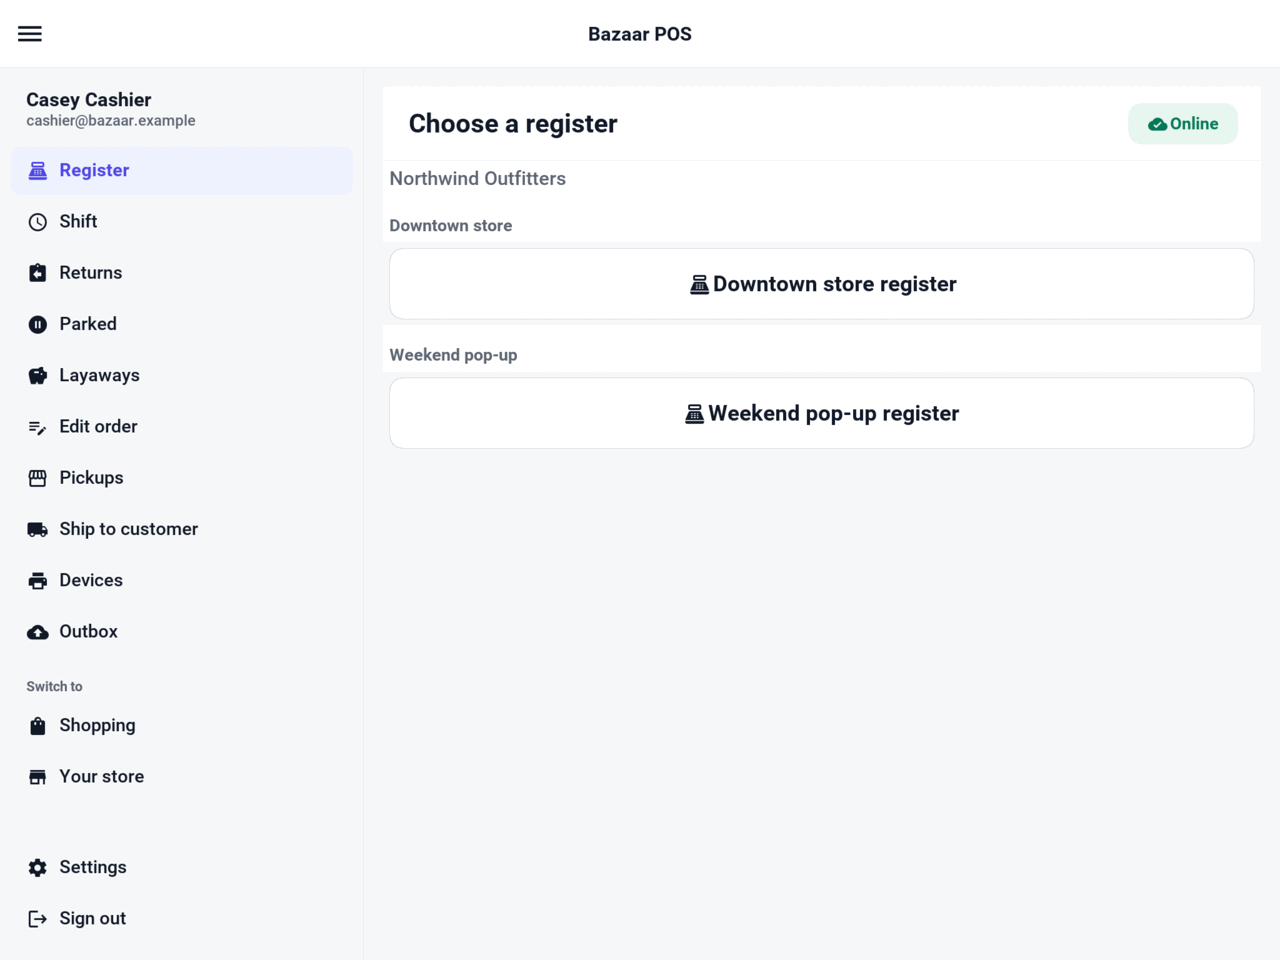 Bazaar POS
Casey Cashier
cashier@bazaar.example
Register
Shift
Returns
Parked
Layaways
Edit order
Pickups
Ship to customer
Devices
Outbox
Switch to
Shopping
Your store
Settings
Sign out
Choose a register
Online
Northwind Outfitters
Downtown store
Downtown store register
Weekend pop-up
Weekend pop-up register